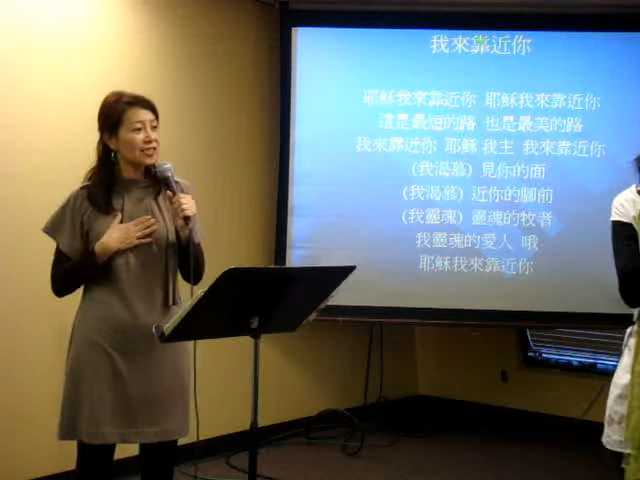 我來靠近你
耶穌我來靠近你 耶穌我來靠近你
這是最短的路 也是最美的路
我來靠近你 耶穌 我主 我來靠近你
(我渴慕) 見你的面
(我渴慕) 近你的腳前
(我靈魂) 靈魂的牧者
我靈魂的愛人 哦
耶穌我來靠近你